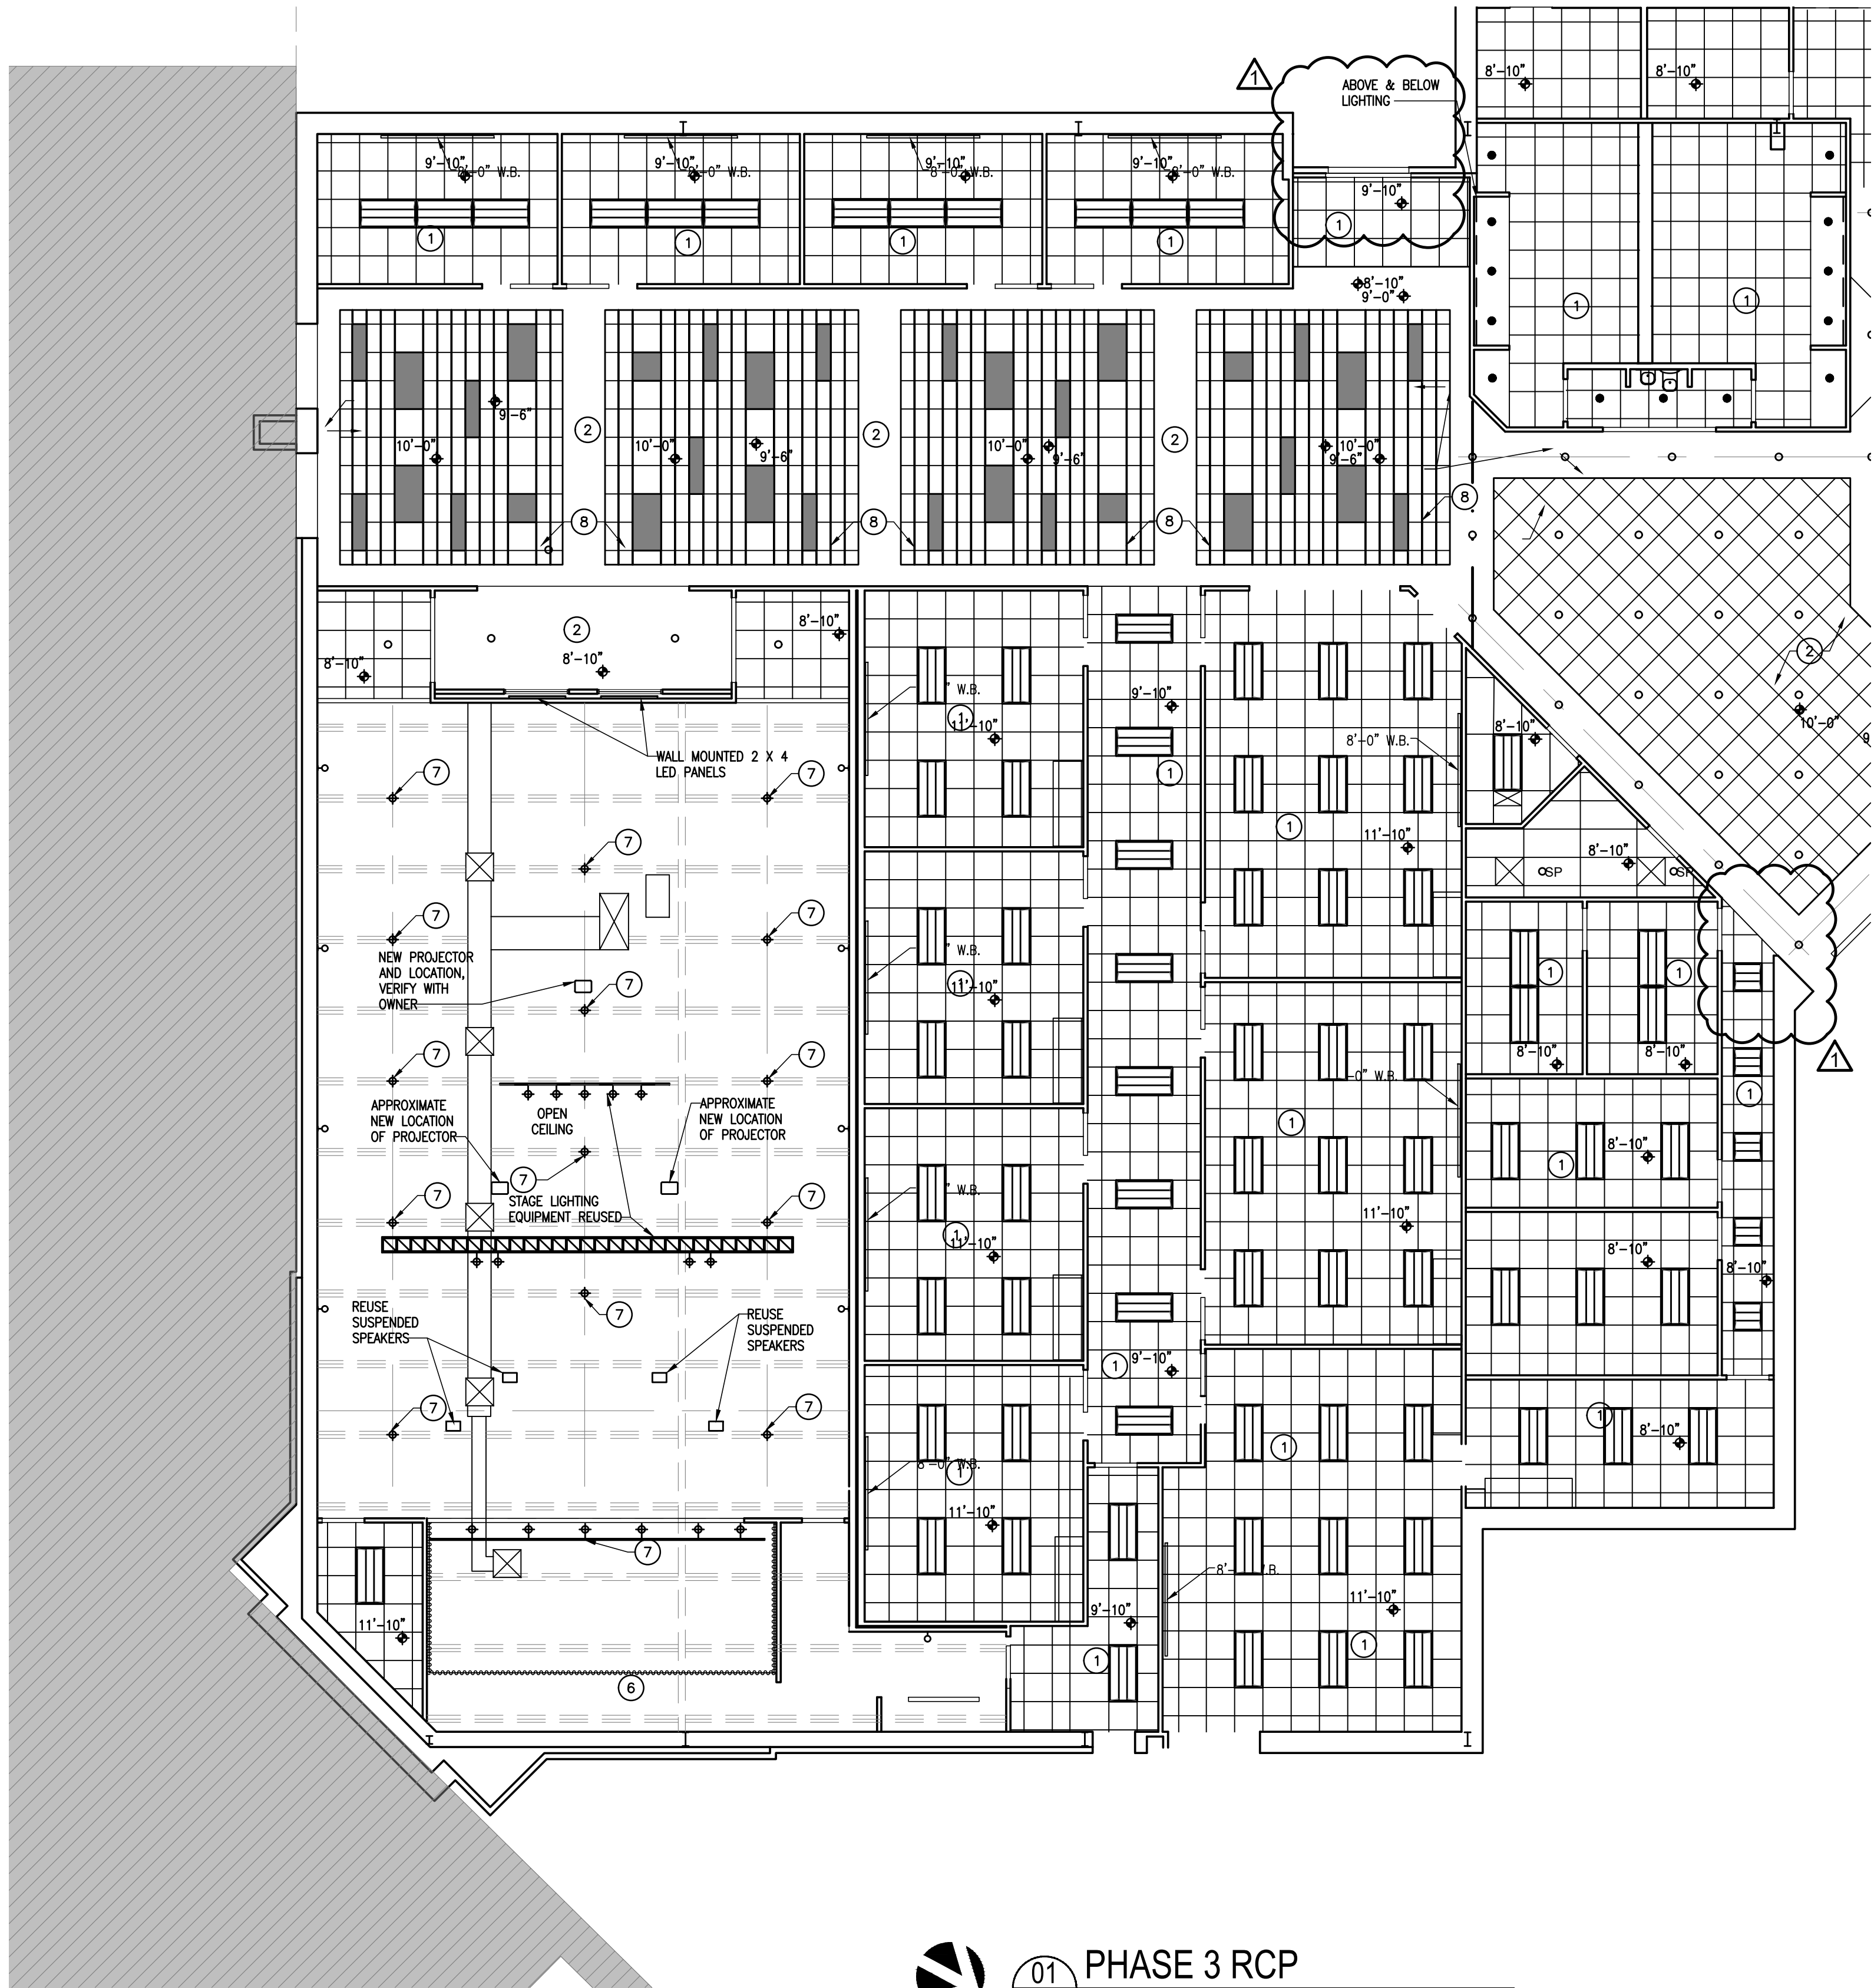 8'-10"
8'-10"
1
ABOVE & BELOW
LIGHTING
9'-10"
9'-10"
9'-10"
9'-10"
8'-0" W.B.
9'-10"
1
1
1
1
1
1
1
8'-10"
9'-0"
9'-6"
10'-0"
2
10'-0"
9'-6"
2
10'-0"
9'-6"
2
10'-0"
9'-6"
8
8
8
8
8'-10"
2
8'-10"
8'-10"
WALL MOUNTED 2 X 4
LED PANELS
7
7
7
7
7
NEW PROJECTOR
AND LOCATION,
VERIFY WITH
OWNER
7
7
7
APPROXIMATE
NEW LOCATION
OF PROJECTOR
OPEN
CEILING
APPROXIMATE
NEW LOCATION
OF PROJECTOR
7
7
7
STAGE LIGHTING
EQUIPMENT REUSED
7
REUSE
SUSPENDED
SPEAKERS
REUSE
SUSPENDED
SPEAKERS
7
7
7
11'-10"
6
" W.B.
1
11'-10"
" W.B.
1
11'-10"
" W.B.
1
11'-10"
8'-0" W.B.
1
11'-10"
9'-10"
1
1
9'-10"
9'-10"
1
8'-0" W.B.
1
11'-10"
-0" W.B.
1
11'-10"
1
8'- W.B.
11'-10"
1
2
10'-0"
9
8'-10"
8'-10"
SP
SP
1
1
8'-10"
8'-10"
1
1
8'-10"
1
8'-10"
8'-10"
1
8'-10"
01
PHASE 3 RCP